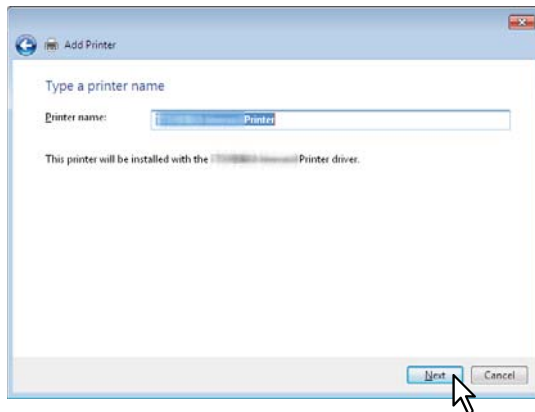 Add Printer
Type a printer name
Printer name: Printer
This printer will be installed with the Printer driver.
Next Cancel